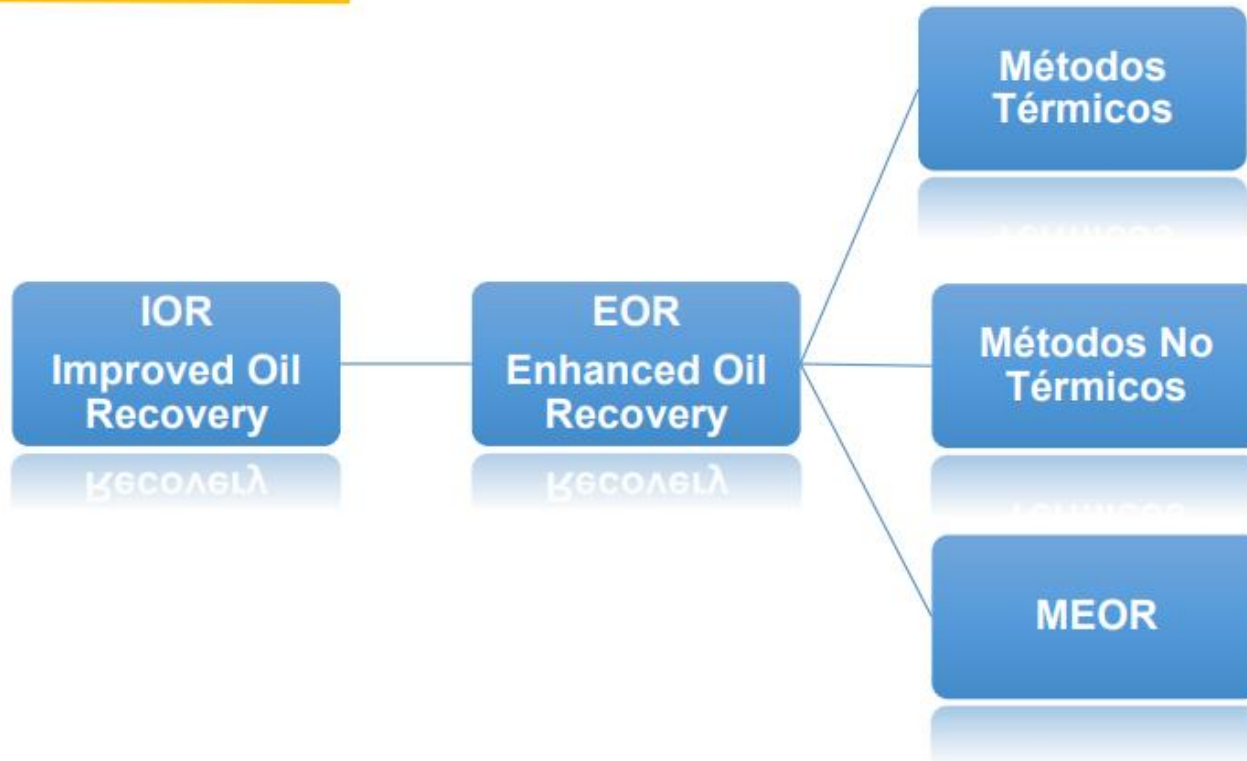 IOR
Improved Oil
Recovery
EOR
Enhanced Oil
Recovery
Métodos
Térmicos
Métodos No
Térmicos
MEOR